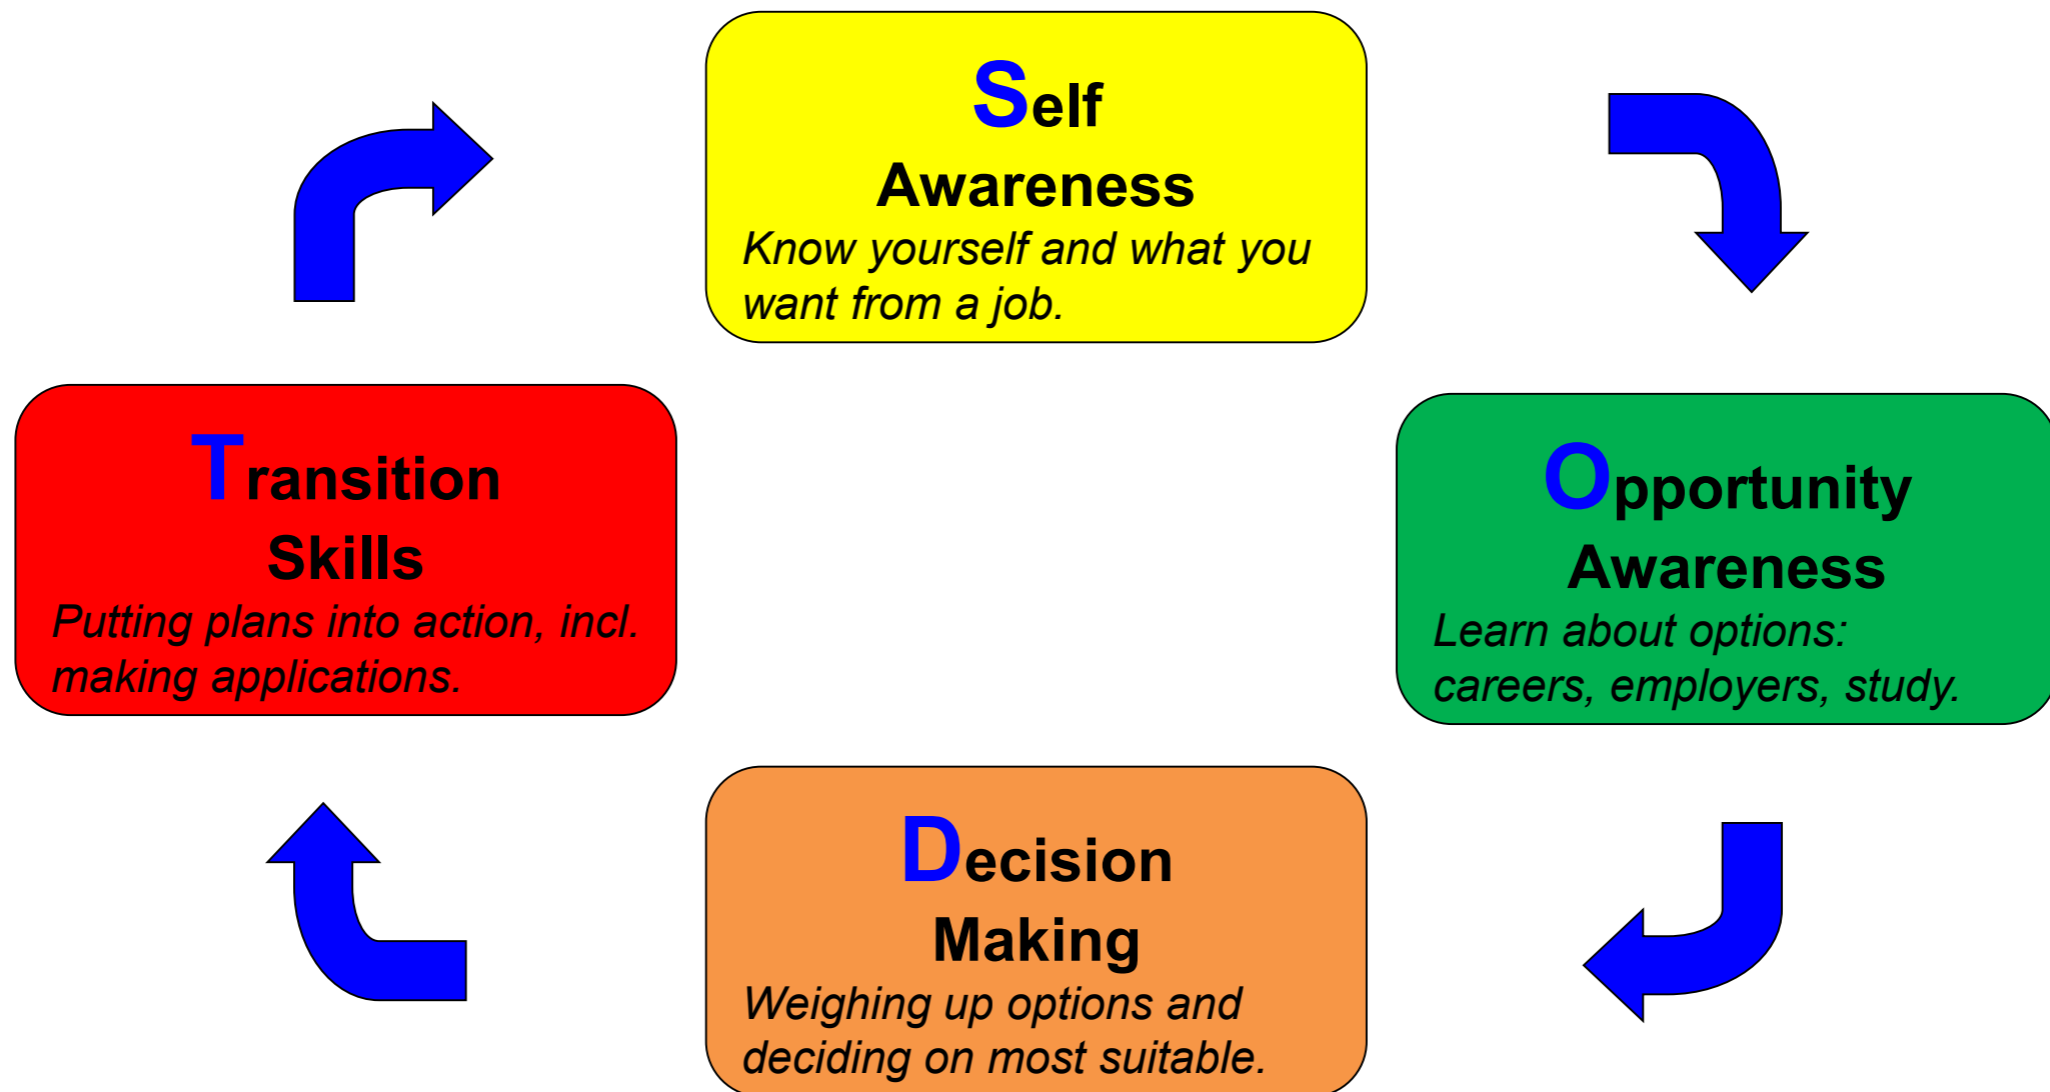 Self
Awareness
Know yourself and what you
want from a job.
Transition
Skills
Putting plans into action, incl.
making applications.
Opportunity
Awareness
Learn about options:
careers, employers, study.
Decision
Making
Weighing up options and
deciding on most suitable.